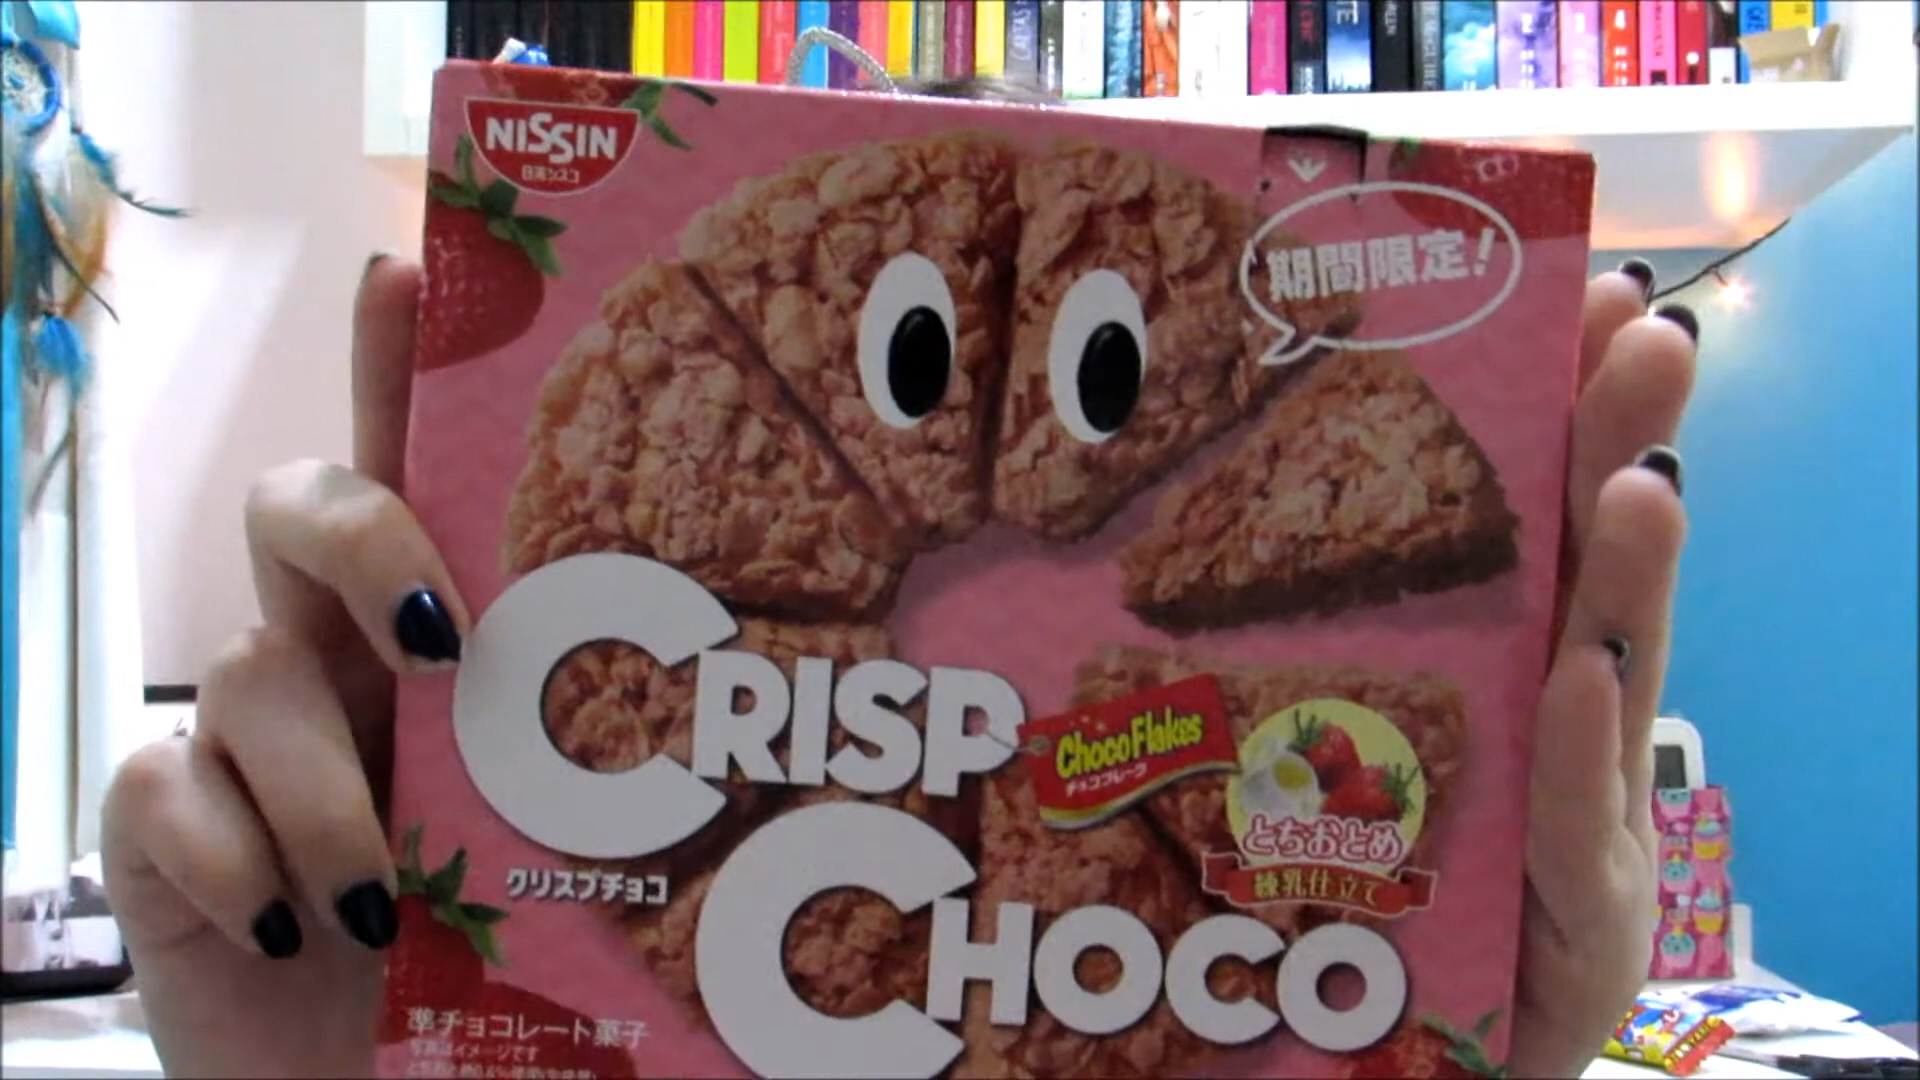 NISSIN
日清シスコ
期間限定!
CRISP
ChocoFlakes
チョコフレーク
とちおとめ
練乳仕立て
クリスプチョコ
CHOCO
準チョコレート菓子
写真はイメージです